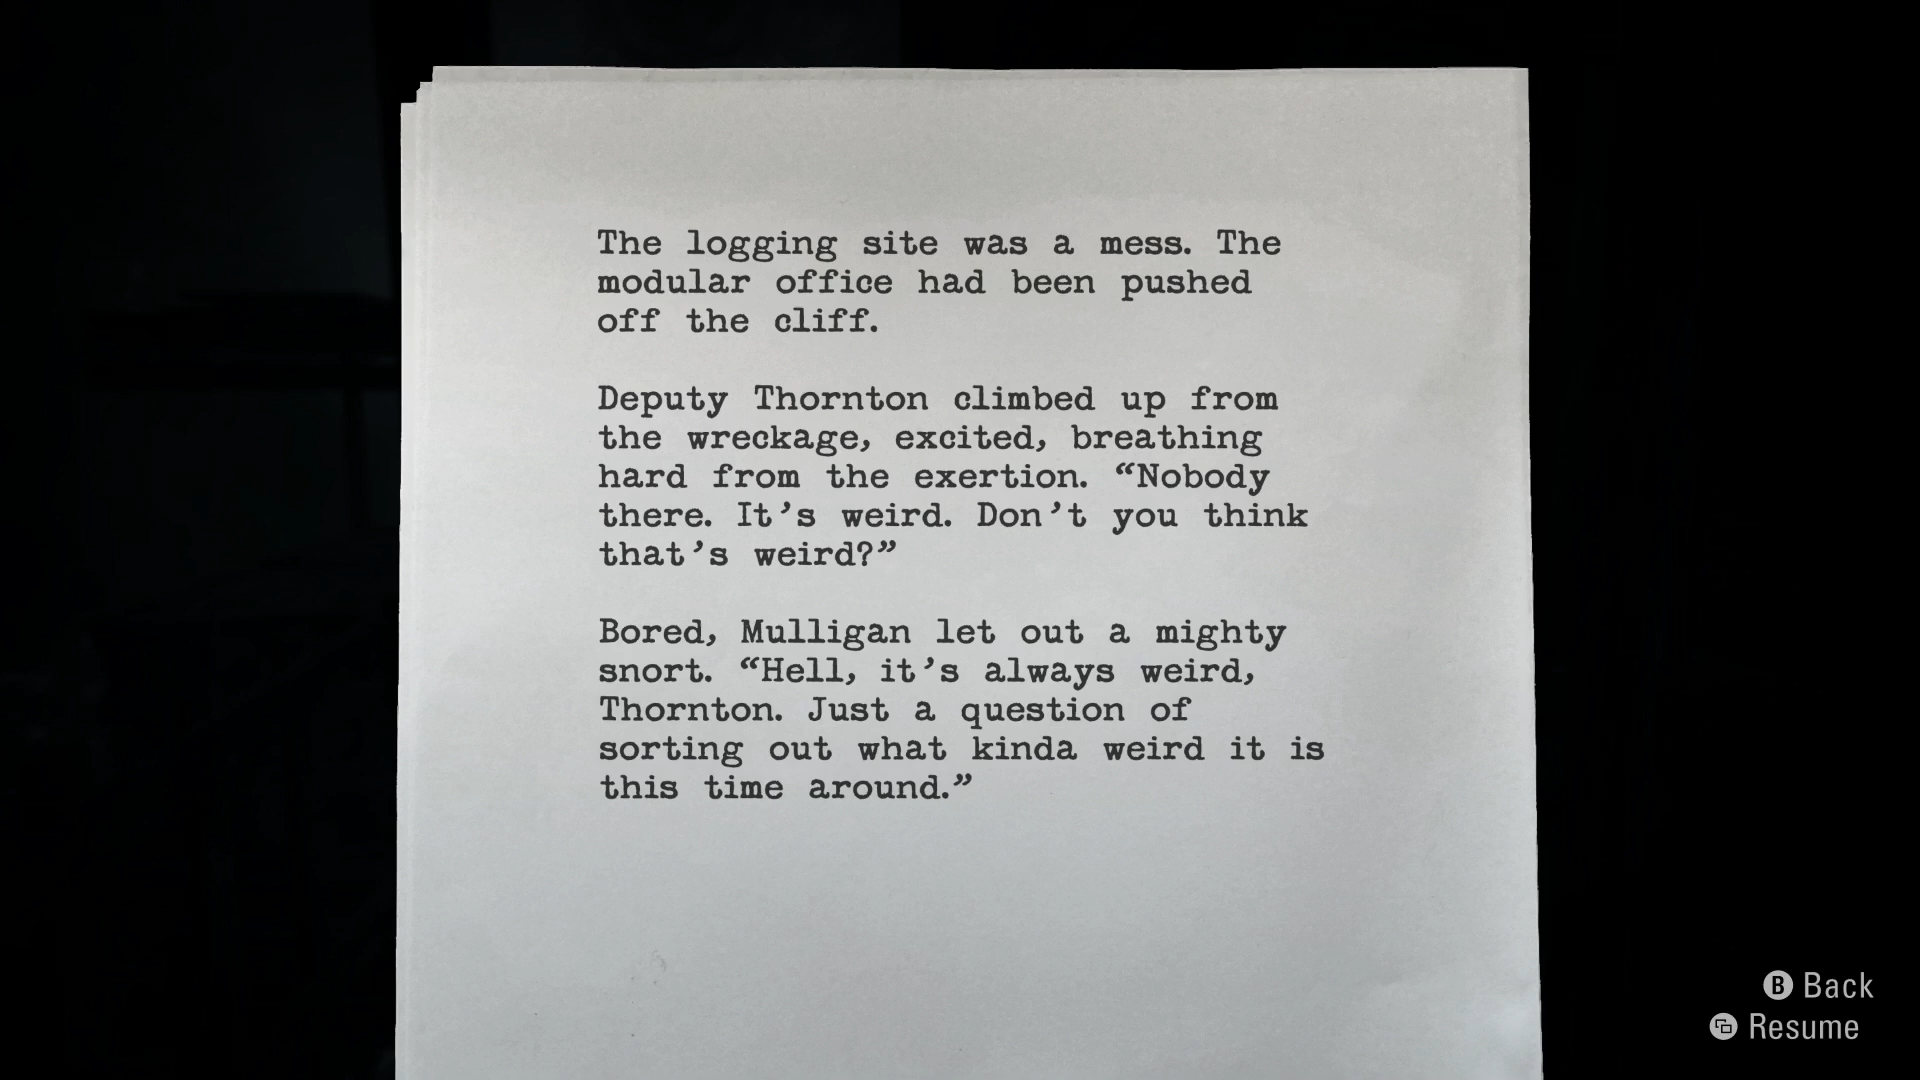 The logging site was a mess. The
modular office had been pushed
off the cliff.
Deputy Thornton climbed up from
the wreckage, excited, breathing
hard from the exertion. “Nobody
there. It’s weird. Don’t you think
that’s weird?”
Bored, Mulligan let out a mighty
snort. “Hell, it’s always weird,
Thornton. Just a question of
sorting out what kinda weird it is
this time around.”
B Back
Resume